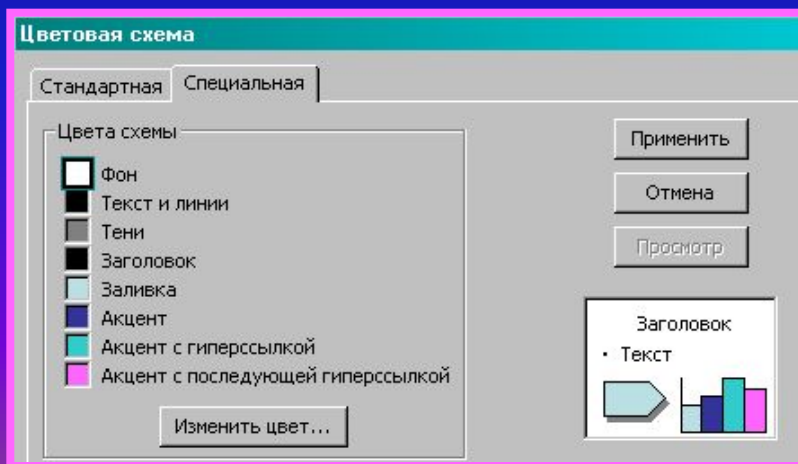 Цветовая схема
Стандартная
Специальная
Цвета схемы
Фон
Текст и линии
Тени
Заголовок
Заливка
Акцент
Акцент с гиперссылкой
Акцент с последующей гиперссылкой
Изменить цвет...
Применить
Отмена
Просмотр
Заголовок
• Текст